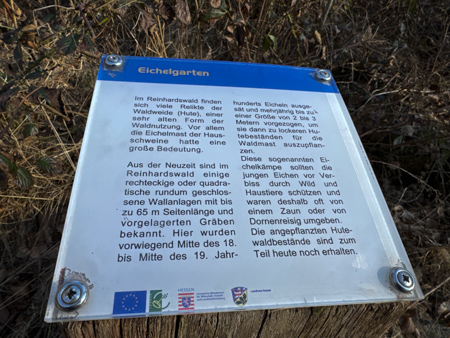 Eichelgarten
Im Reinhardswald finden
sich viele Relikte der
Waldweide (Hute), einer
sehr alten Form der
Waldnutzung. Vor allem
die Eichelmast der Haus-
schweine hatte eine
große Bedeutung.
Aus der Neuzeit sind im
Reinhardswald einige
rechteckige oder quadra-
tische rundum geschlos-
sene Wallanlagen mit bis
zu 65 m Seitenlänge und
vorgelagerten Gräben
bekannt. Hier wurden
vorwiegend Mitte des 18.
bis Mitte des 19. Jahr-
hunderts Eicheln ausge-
sät und mehrjährig bis zu
einer Größe von 2 bis 3
Metern vorgezogen, um
sie dann zu lockeren Hu-
tebeständen für die
Waldmast auszupflan-
zen.
Diese sogenannten Ei-
chelkämpe sollten die
jungen Eichen vor Ver-
biss durch Wild und
Haustiere schützen und
waren deshalb oft von
einem Zaun oder von
Dornenreisig umgeben.
Die angepflanzten Hute-
waldbestände sind zum
Teil heute noch erhalten.
HESSEN